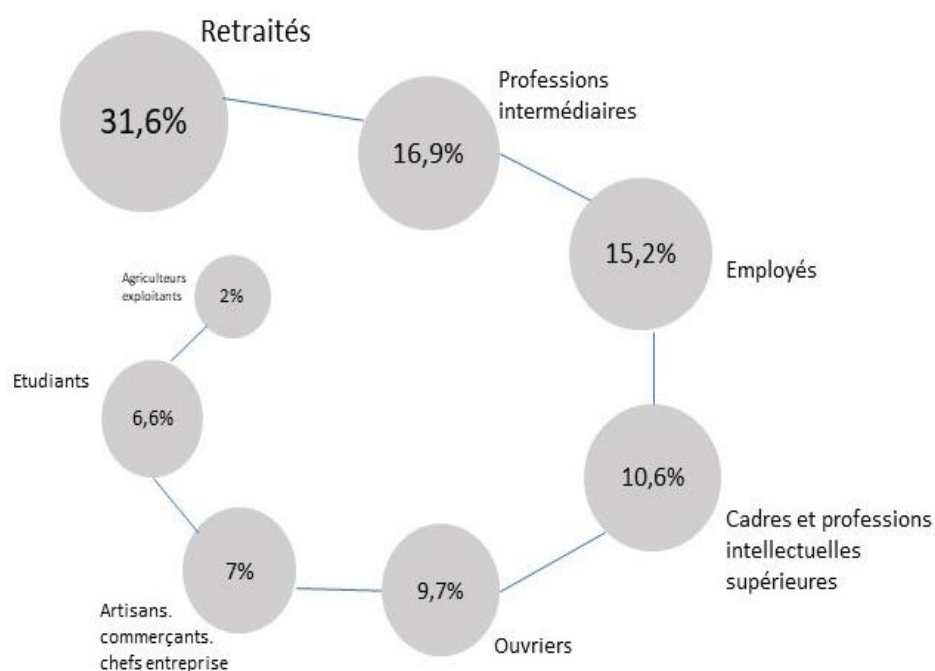 Retraités
31,6%
Professions
intermédiaires
16,9%
15,2%
Employés
10,6%
Cadres et professions
intellectuelles
supérieures
9,7%
Ouvriers
7%
Artisans.
commerçants.
chefs entreprise
6,6%
Etudiants
Agriculteurs
exploitants
2%